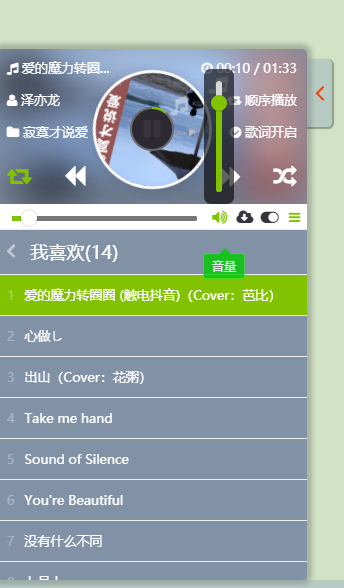 爱的魔力转圈...
00:10 / 01:33
泽亦龙
顺序播放
寂寞才说爱
歌词开启
寞才说爱
音量
我喜欢(14)
1 爱的魔力转圈圈 (触电抖音)（Cover：芭比）
2 心做し
3 出山（Cover：花粥）
4 Take me hand
5 Sound of Silence
6 You're Beautiful
7 没有什么不同
8